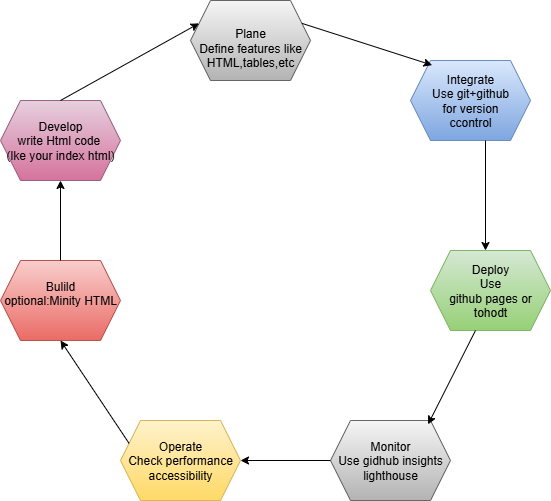 Plane
Define features like
HTML,tables,etc
Integrate
Use git+github
for version
ccontrol
Deploy
Use
github pages or
tohodt
Monitor
Use gidhub insights
lighthouse
Operate
Check performance
accessibility
Bulild
optional:Minity HTML
Develop
write Html code
(lke your index html)